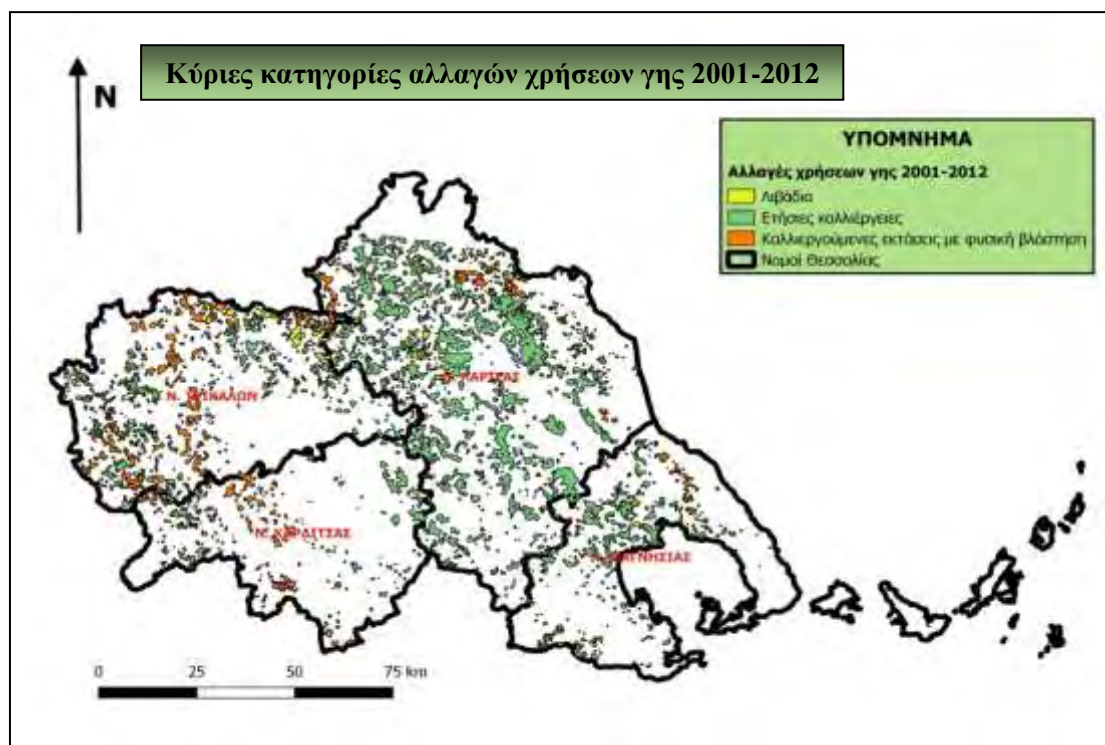 Κύριες κατηγορίες αλλαγών χρήσεων γης 2001-2012
N
ΥΠΟΜΝΗΜΑ
Αλλαγές χρήσεων γης 2001-2012
Λιβάδια
Ετήσιες καλλιέργειες
Καλλιεργούμενες εκτάσεις με φυσική βλάστηση
Νομοί Θεσσαλίας
Ν. ΛΑΡΙΣΑΣ
Ν. ΤΡΙΚΑΛΩΝ
Ν. ΚΑΡΔΙΤΣΑΣ
ΜΑΓΝΗΣΙΑΣ
0 25 50 75 km